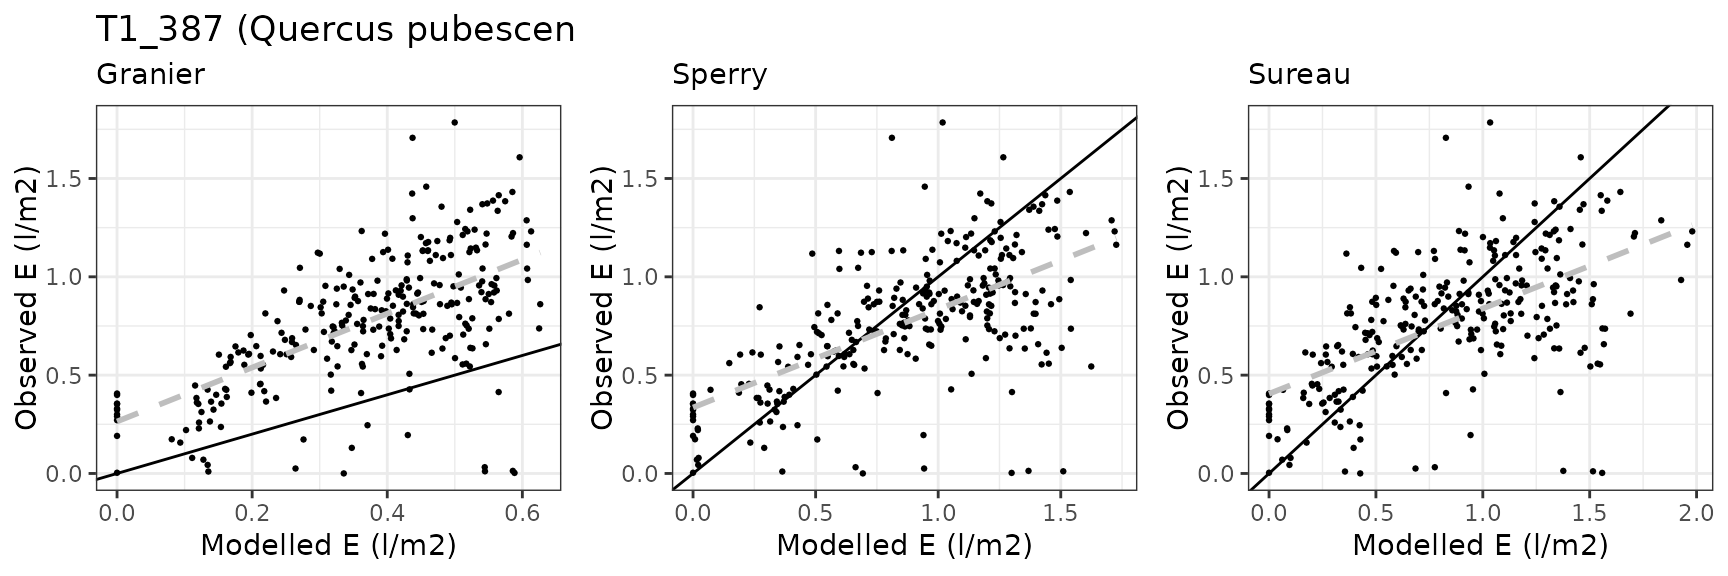 T1_387 (Quercus pubescen
Granier
Sperry
Sureau
Observed E (l/m2)
1.5
1.0
0.5
0.0
0.0 0.2 0.4 0.6
Modelled E (l/m2)
Observed E (l/m2)
1.5
1.0
0.5
0.0
0.0 0.5 1.0 1.5
Modelled E (l/m2)
Observed E (l/m2)
1.5
1.0
0.5
0.0
0.0 0.5 1.0 1.5 2.0
Modelled E (l/m2)